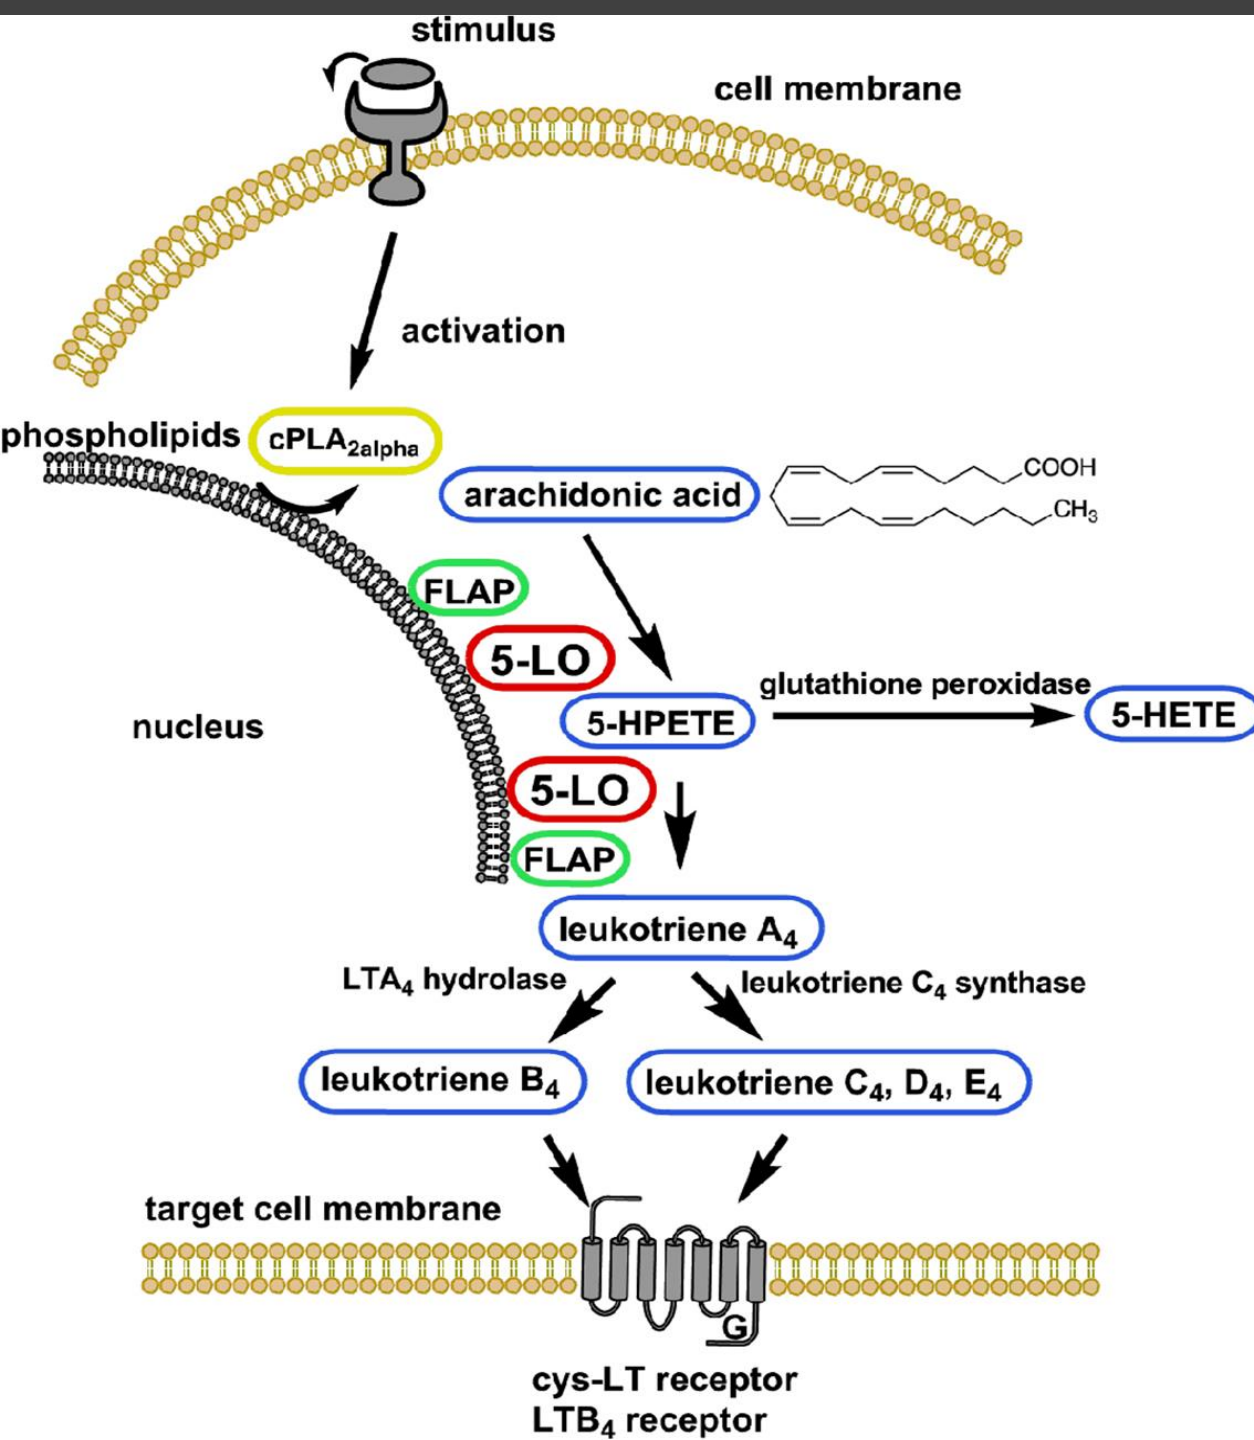 stimulus
cell membrane
activation
phospholipids
cPLA2alpha
arachidonic acid
COOH
CH3
FLAP
5-LO
glutathione peroxidase
5-HPETE
5-HETE
nucleus
5-LO
FLAP
leukotriene A4
LTA4 hydrolase
leukotriene C4 synthase
leukotriene B4
leukotriene C4, D4, E4
target cell membrane
G
cys-LT receptor
LTB4 receptor